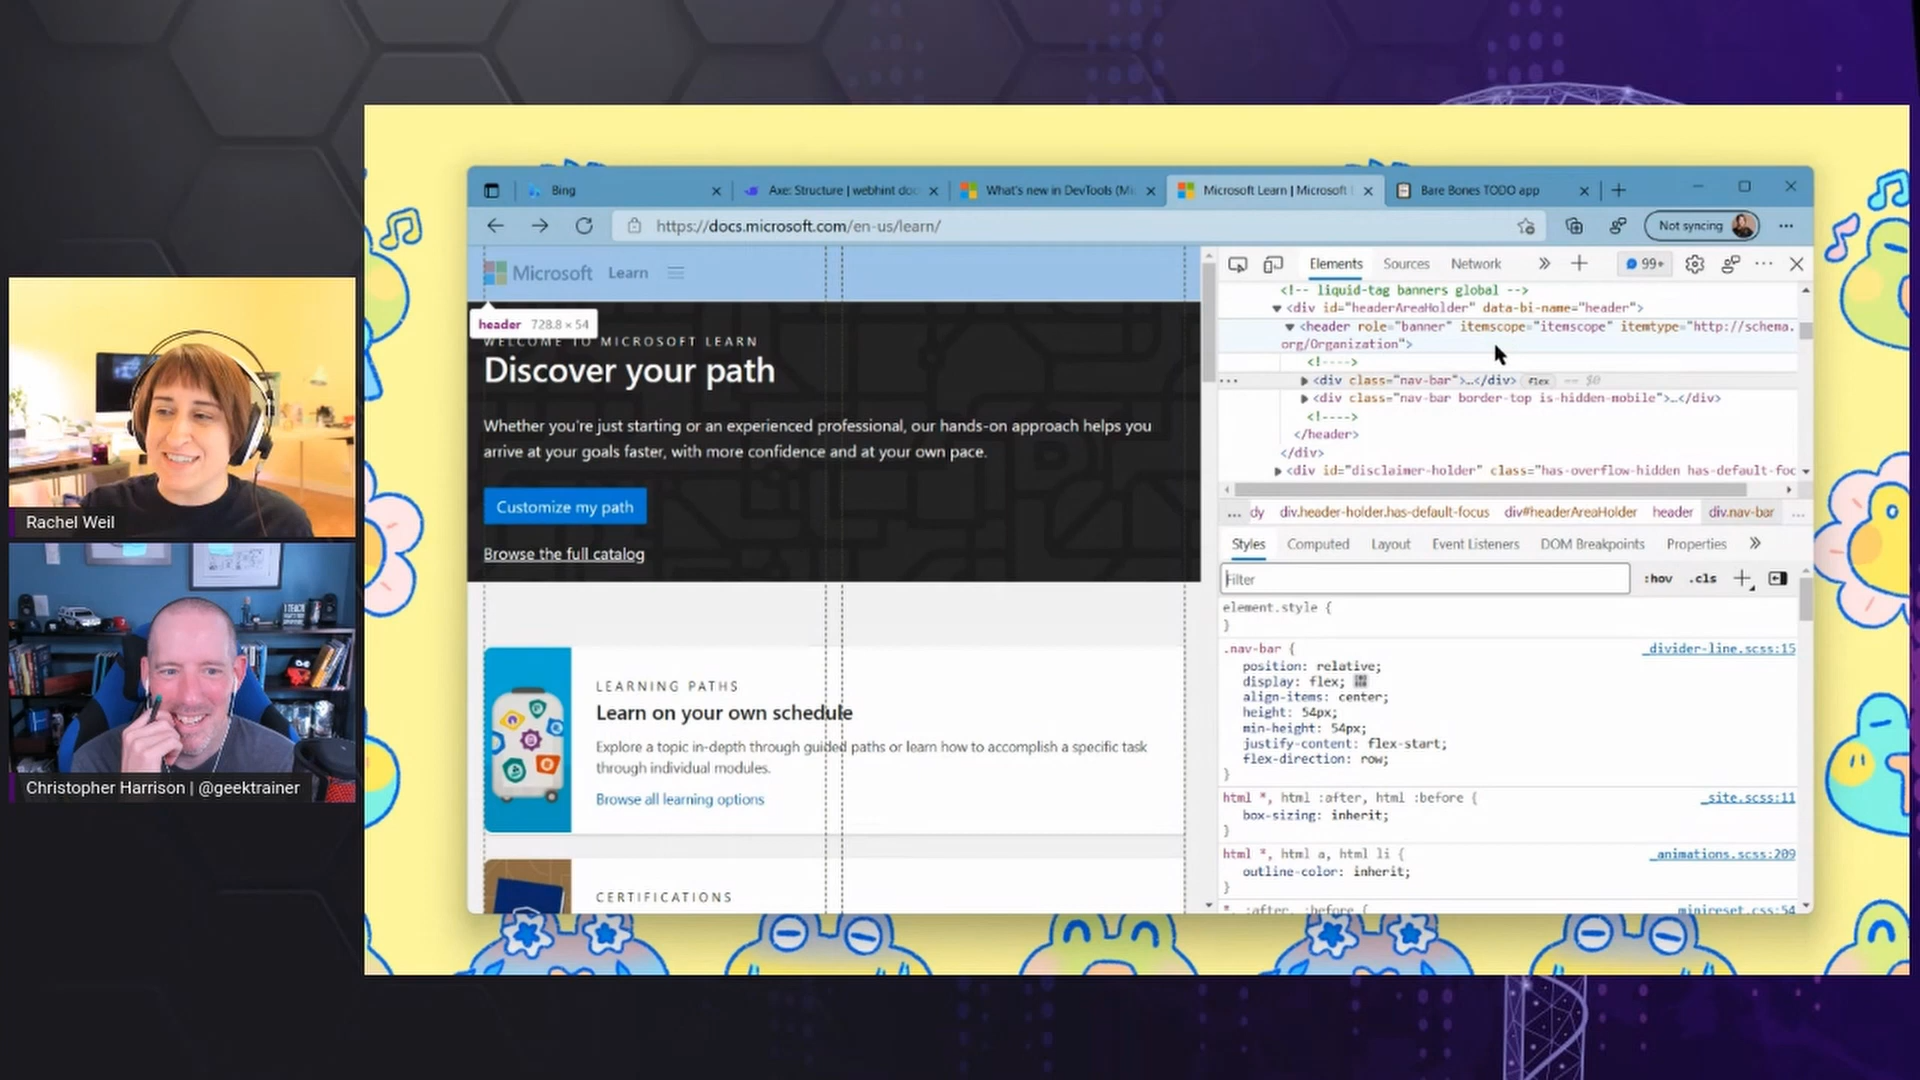 Bing
Axe: Structure | webhint doc
What's new in DevTools (Mi
Microsoft Learn | Microsoft
Bare Bones TODO app
https://docs.microsoft.com/en-us/learn/
Not syncing
Microsoft Learn
header 728.8 × 54
WELCOME TO MICROSOFT LEARN
Discover your path
Whether you're just starting or an experienced professional, our hands-on approach helps you
arrive at your goals faster, with more confidence and at your own pace.
Customize my path
Browse the full catalog
LEARNING PATHS
Learn on your own schedule
Explore a topic in-depth through guided paths or learn how to accomplish a specific task
through individual modules.
Browse all learning options
CERTIFICATIONS
Elements Sources Network 99+
<!-- liquid-tag banners global -->
<div id="headerAreaHolder" data-bi-name="header">
<header role="banner" itemscope="itemscope" itemtype="http://schema.
org/Organization">
<!---->
<div class="nav-bar">…</div> flex == $0
<div class="nav-bar border-top is-hidden-mobile">…</div>
<!---->
</header>
</div>
<div id="disclaimer-holder" class="has-overflow-hidden has-default-foc
... dy div.header-holder.has-default-focus div#headerAreaHolder header div.nav-bar ...
Styles Computed Layout Event Listeners DOM Breakpoints Properties
Filter :hov .cls
element.style {
}
.nav-bar { _divider-line.scss:15
position: relative;
display: flex;
align-items: center;
height: 54px;
min-height: 54px;
justify-content: flex-start;
flex-direction: row;
}
html *, html :after, html :before { _site.scss:11
box-sizing: inherit;
}
html *, html a, html li { _animations.scss:209
outline-color: inherit;
}
*, :after, :before { minireset.css:54
Rachel Weil
Christopher Harrison | @geektrainer